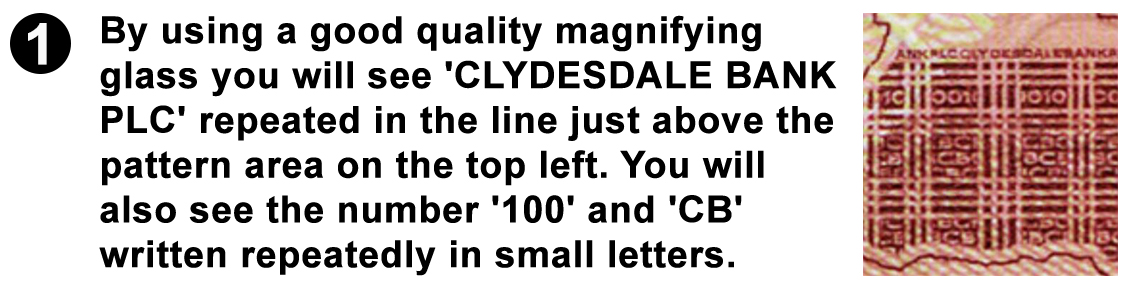 1
By using a good quality magnifying
glass you will see 'CLYDESDALE BANK
PLC' repeated in the line just above the
pattern area on the top left. You will
also see the number '100' and 'CB'
written repeatedly in small letters.
ANKPLCCLYDESDALEBANKP